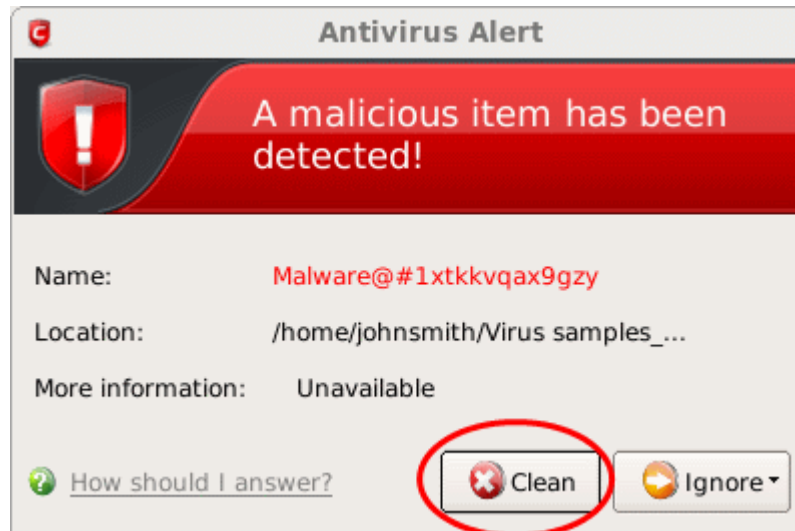 Antivirus Alert
A malicious item has been
detected!
Name: Malware@#1xtkkvqax9gzy
Location: /home/johnsmith/Virus samples_...
More information: Unavailable
How should I answer? Clean Ignore